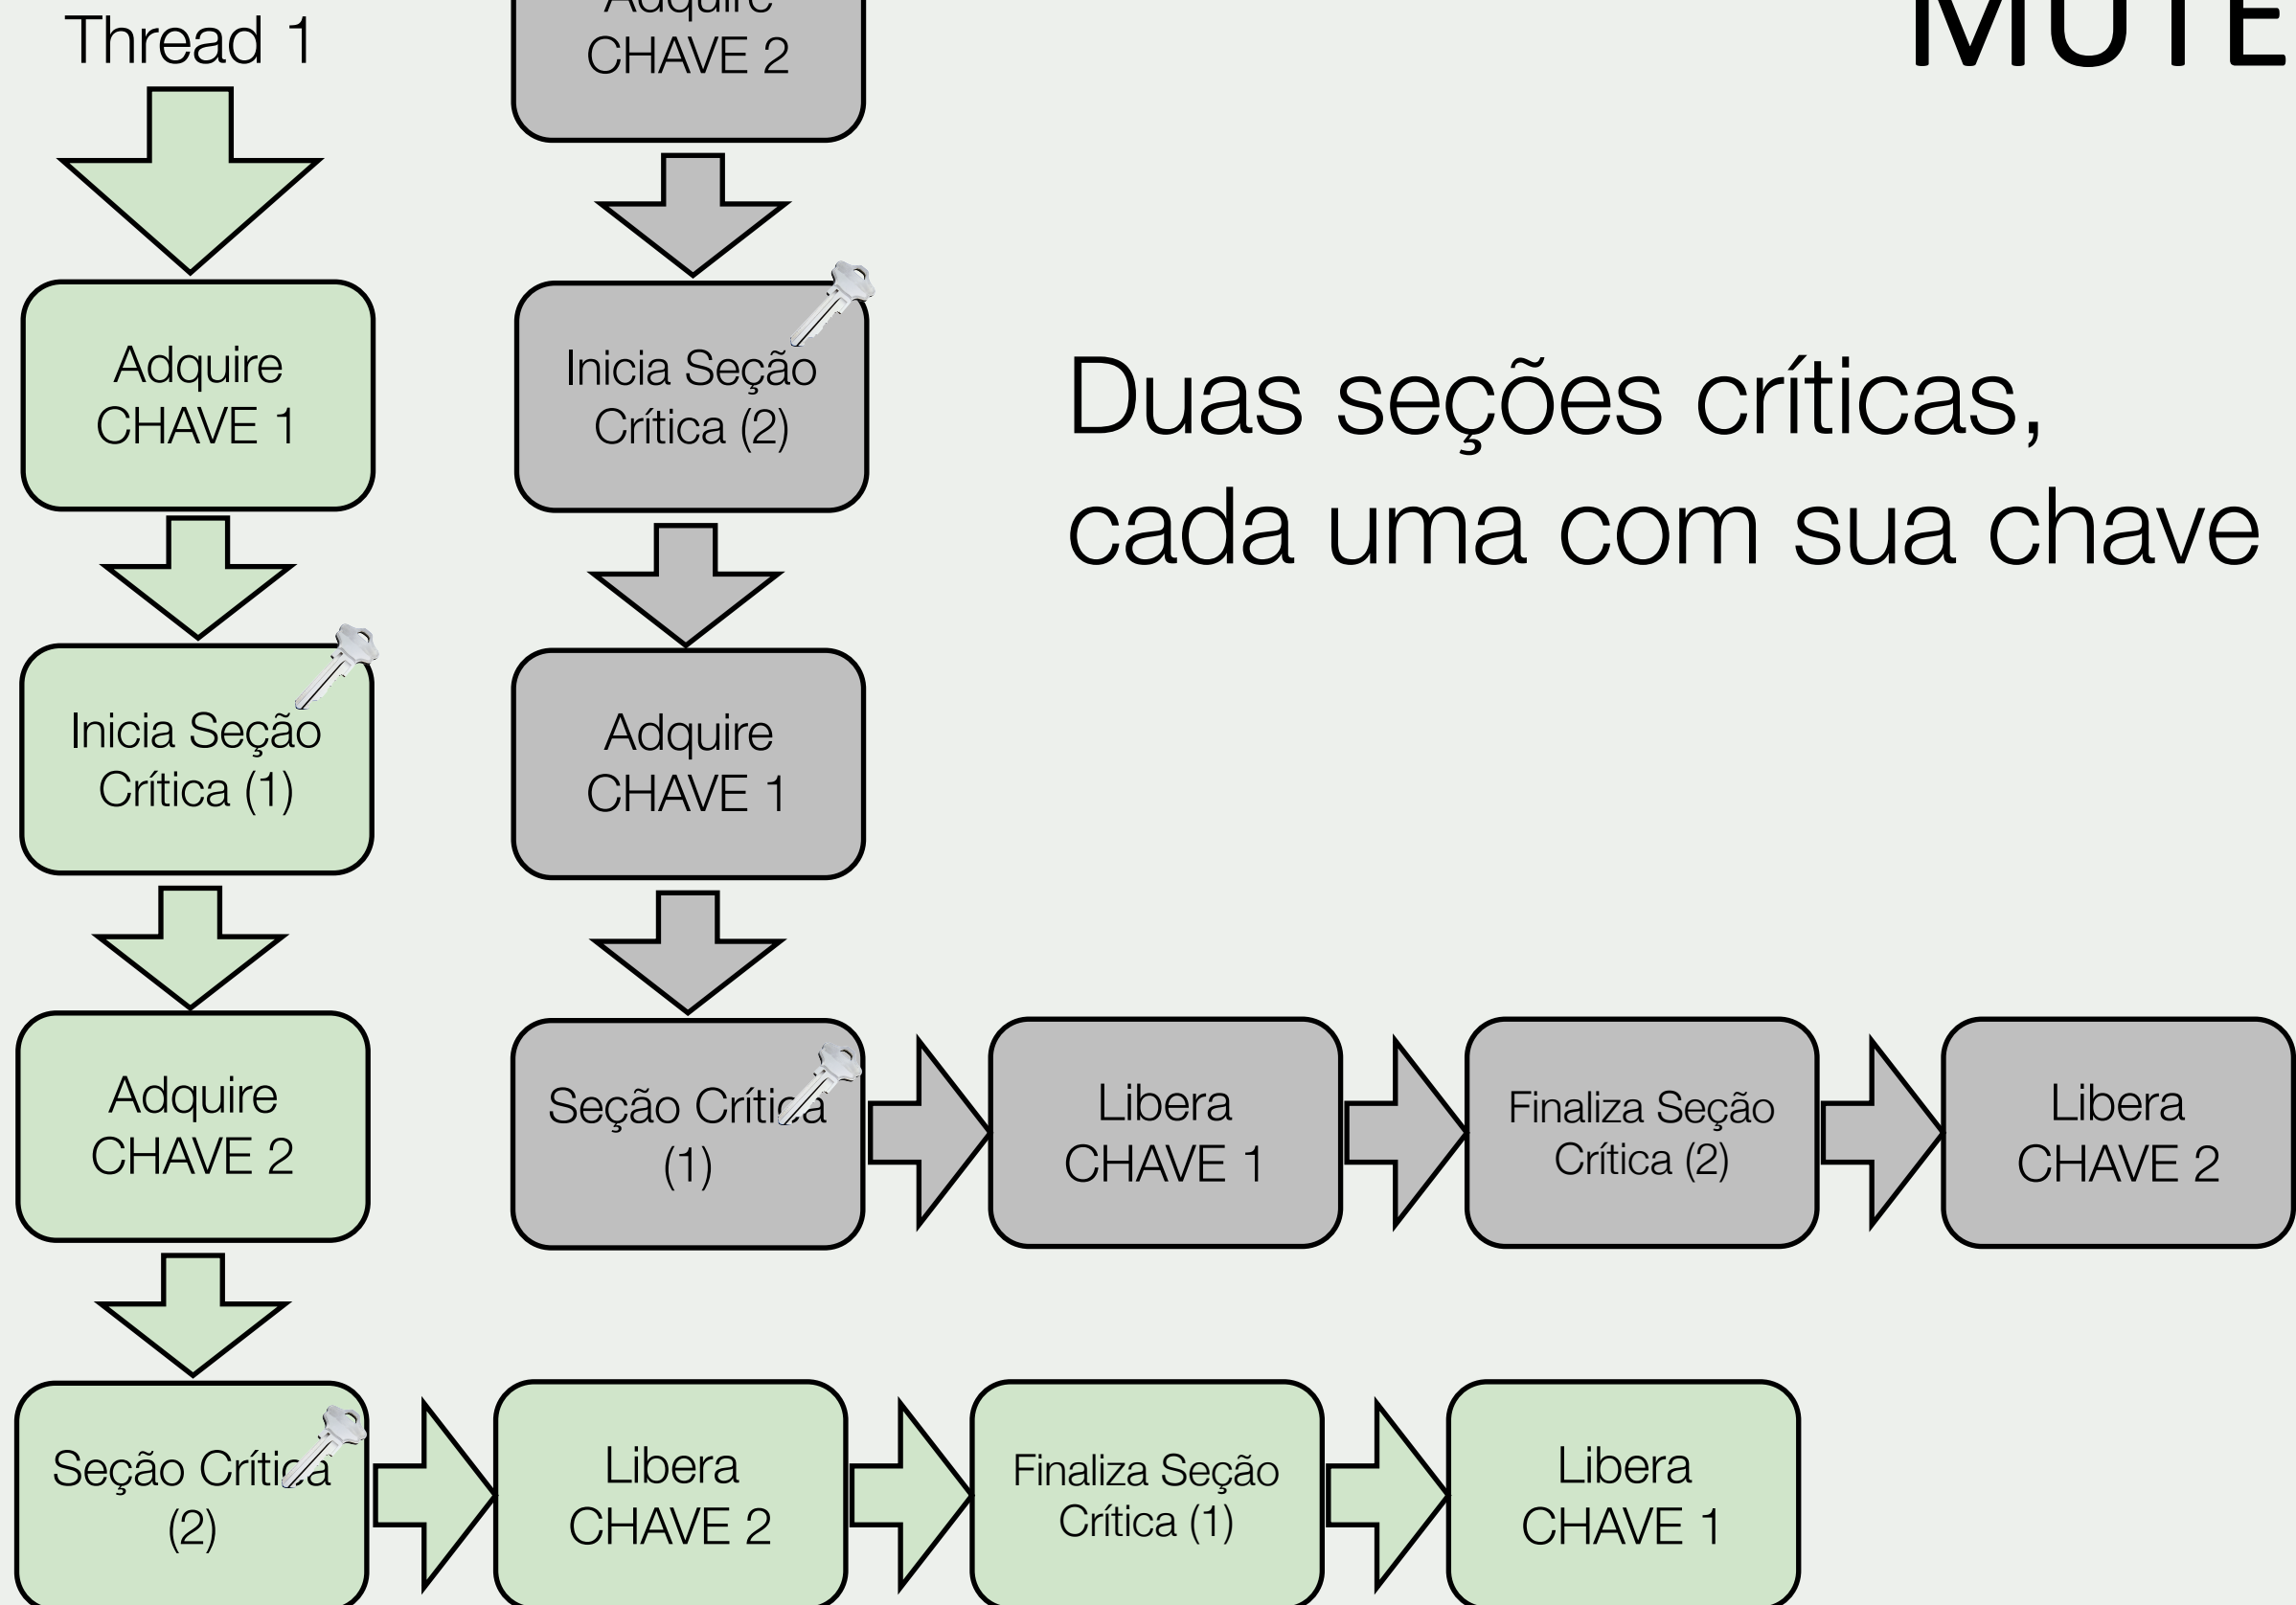 Thread 1
Adquire
CHAVE 1
Inicia Seção
Crítica (1)
Adquire
CHAVE 2
Seção Crítica
(2)
Libera
CHAVE 2
Finaliza Seção
Crítica (1)
Libera
CHAVE 1
Adquire
CHAVE 2
Inicia Seção
Crítica (2)
Adquire
CHAVE 1
Seção Crítica
(1)
Libera
CHAVE 1
Finaliza Seção
Crítica (2)
Libera
CHAVE 2
MUTE
Duas seções críticas,
cada uma com sua chave